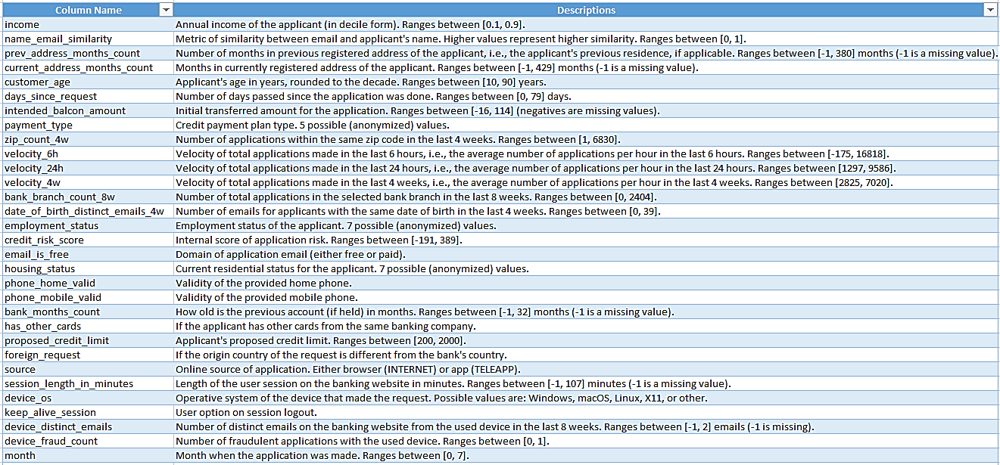 Column Name Descriptions
income Annual income of the applicant (in decile form). Ranges between [0.1, 0.9].
name_email_similarity Metric of similarity between email and applicant's name. Higher values represent higher similarity. Ranges between [0, 1].
prev_address_months_count Number of months in previous registered address of the applicant, i.e., the applicant's previous residence, if applicable. Ranges between [-1, 380] months (-1 is a missing value).
current_address_months_count Months in currently registered address of the applicant. Ranges between [-1, 429] months (-1 is a missing value).
customer_age Applicant's age in years, rounded to the decade. Ranges between [10, 90] years.
days_since_request Number of days passed since the application was done. Ranges between [0, 79] days.
intended_balcon_amount Initial transferred amount for the application. Ranges between [-16, 114] (negatives are missing values).
payment_type Credit payment plan type. 5 possible (anonymized) values.
zip_count_4w Number of applications within the same zip code in the last 4 weeks. Ranges between [1, 6830].
velocity_6h Velocity of total applications made in the last 6 hours, i.e., the average number of applications per hour in the last 6 hours. Ranges between [-175, 16818].
velocity_24h Velocity of total applications made in the last 24 hours, i.e., the average number of applications per hour in the last 24 hours. Ranges between [1297, 9586].
velocity_4w Velocity of total applications made in the last 4 weeks, i.e., the average number of applications per hour in the last 4 weeks. Ranges between [2825, 7020].
bank_branch_count_8w Number of total applications in the selected bank branch in the last 8 weeks. Ranges between [0, 2404].
date_of_birth_distinct_emails_4w Number of emails for applicants with the same date of birth in the last 4 weeks. Ranges between [0, 39].
employment_status Employment status of the applicant. 7 possible (anonymized) values.
credit_risk_score Internal score of application risk. Ranges between [-191, 389].
email_is_free Domain of application email (either free or paid).
housing_status Current residential status for the applicant. 7 possible (anonymized) values.
phone_home_valid Validity of the provided home phone.
phone_mobile_valid Validity of the provided mobile phone.
bank_months_count How old is the previous account (if held) in months. Ranges between [-1, 32] months (-1 is a missing value).
has_other_cards If the applicant has other cards from the same banking company.
proposed_credit_limit Applicant's proposed credit limit. Ranges between [200, 2000].
foreign_request If the origin country of the request is different from the bank's country.
source Online source of application. Either browser (INTERNET) or app (TELEAPP).
session_length_in_minutes Length of the user session on the banking website in minutes. Ranges between [-1, 107] minutes (-1 is a missing value).
device_os Operative system of the device that made the request. Possible values are: Windows, macOS, Linux, X11, or other.
keep_alive_session User option on session logout.
device_distinct_emails Number of distinct emails on the banking website from the used device in the last 8 weeks. Ranges between [-1, 2] emails (-1 is missing).
device_fraud_count Number of fraudulent applications with the used device. Ranges between [0, 1].
month Month when the application was made. Ranges between [0, 7].